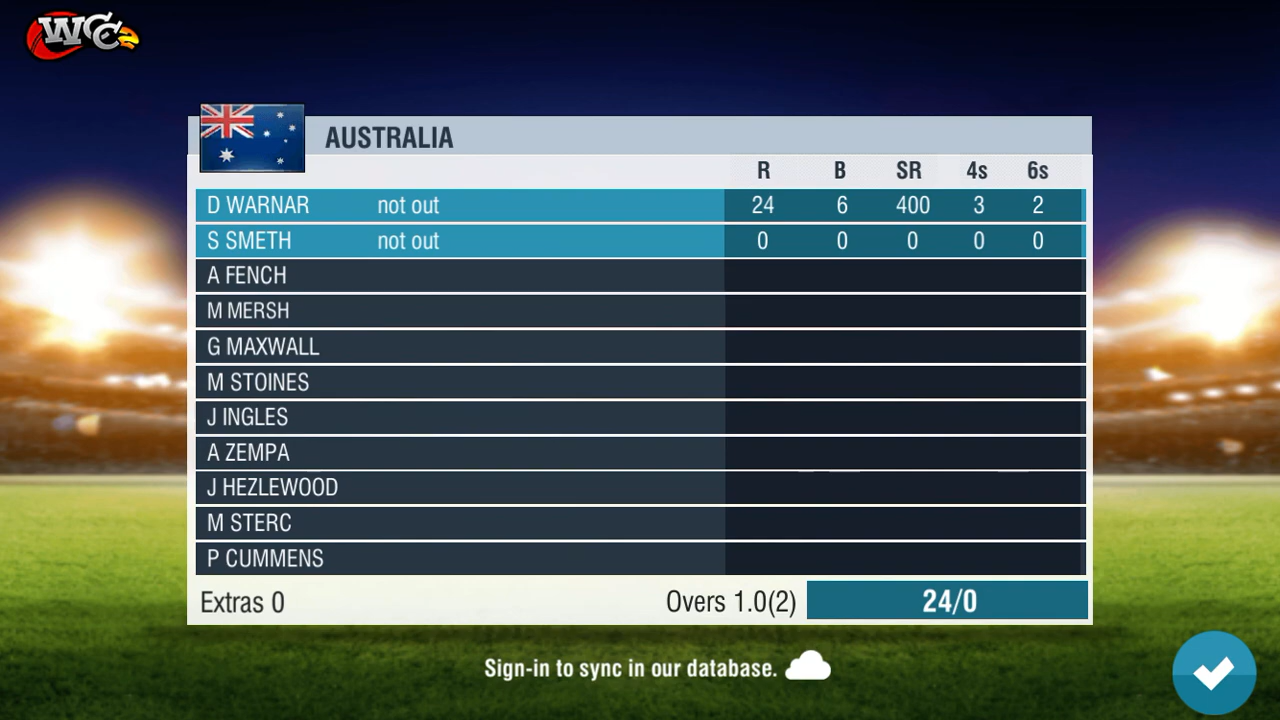 WCC
AUSTRALIA
R B SR 4s 6s
D WARNAR not out 24 6 400 3 2
S SMETH not out 0 0 0 0 0
A FENCH
M MERSH
G MAXWALL
M STOINES
J INGLES
A ZEMPA
J HEZLEWOOD
M STERC
P CUMMENS
Extras 0 Overs 1.0(2) 24/0
Sign-in to sync in our database.